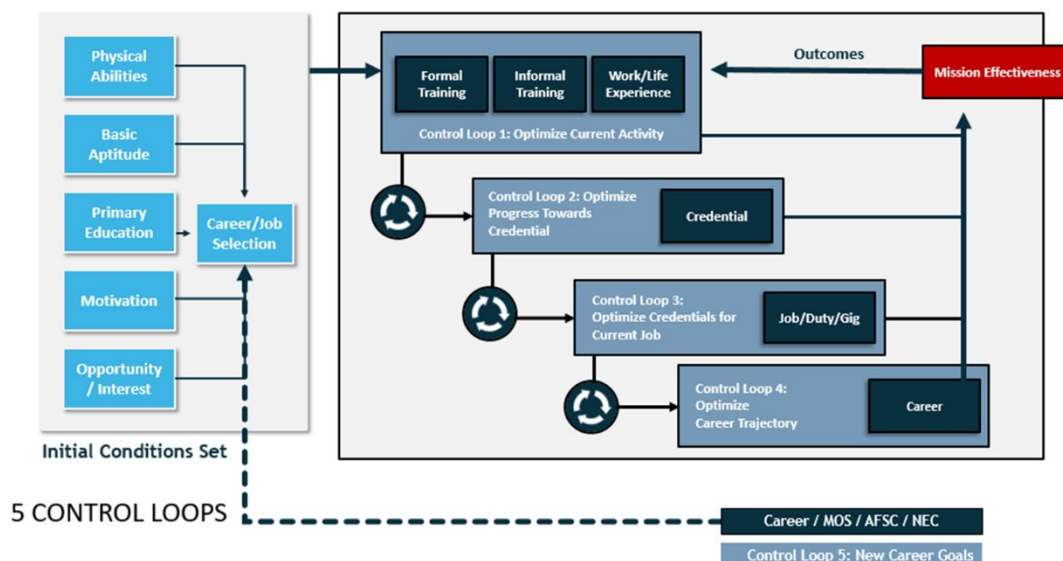 Physical
Abilities
Basic
Aptitude
Primary
Education
Motivation
Opportunity
/ Interest
Career/Job
Selection
Initial Conditions Set
Formal
Training
Informal
Training
Work/Life
Experience
Control Loop 1: Optimize Current Activity
Outcomes
Mission Effectiveness
Control Loop 2: Optimize
Progress Towards
Credential
Credential
Control Loop 3:
Optimize Credentials for
Current Job
Job/Duty/Gig
Control Loop 4:
Optimize
Career Trajectory
Career
5 CONTROL LOOPS
Career / MOS / AFSC / NEC
Control Loop 5: New Career Goals